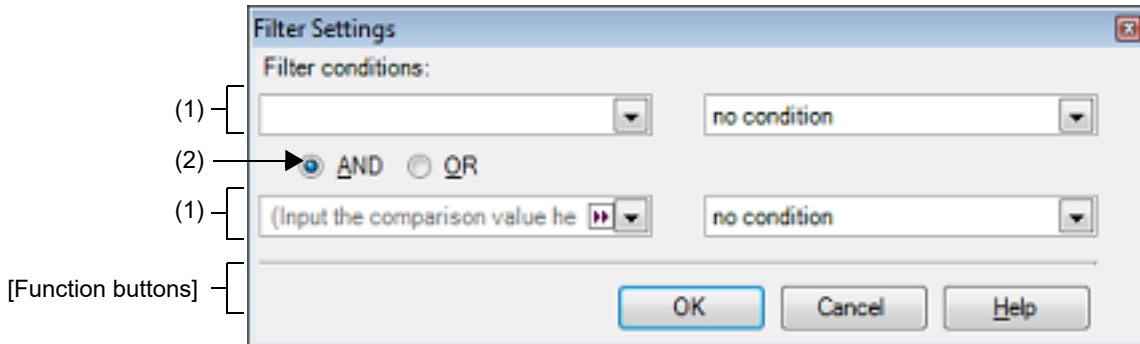 Filter Settings
Filter conditions:
(1) no condition
(2) AND OR
(1) (Input the comparison value he no condition
[Function buttons] OK Cancel Help